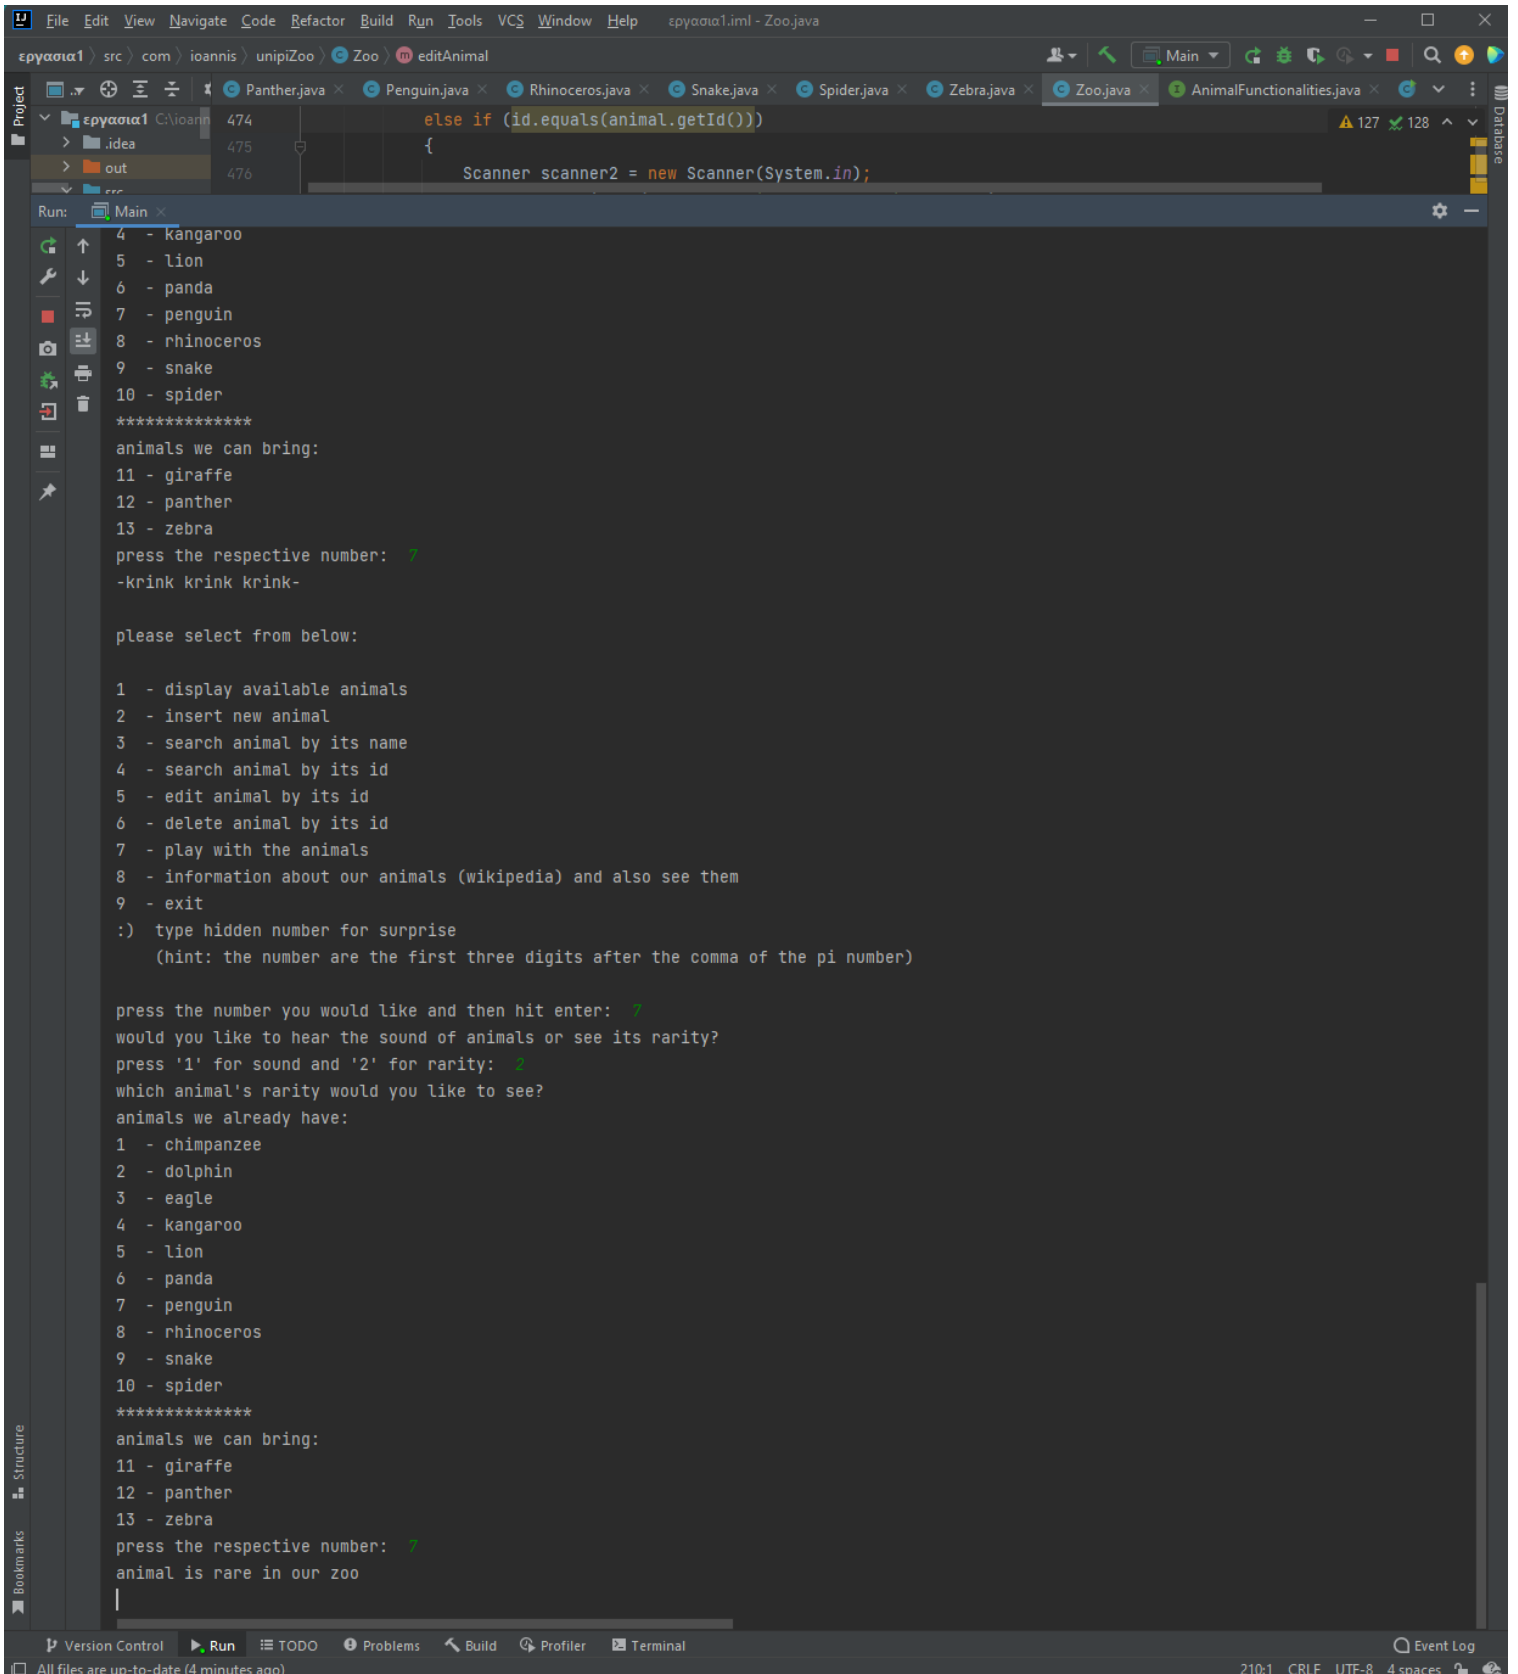 File Edit View Navigate Code Refactor Build Run Tools VCS Window Help εργασια1.iml - Zoo.java
εργασια1 src com ioannis unipiZoo Zoo editAnimal Main
Panther.java Penguin.java Rhinoceros.java Snake.java Spider.java Zebra.java Zoo.java AnimalFunctionalities.java
Project
Database
εργασια1 C:\ioann 474 else if (id.equals(animal.getId())) 127 128
.idea 475 {
out 476 Scanner scanner2 = new Scanner(System.in);
src
Run: Main
4 - kangaroo
5 - lion
6 - panda
7 - penguin
8 - rhinoceros
9 - snake
10 - spider
**************
animals we can bring:
11 - giraffe
12 - panther
13 - zebra
press the respective number: 7
-krink krink krink-
please select from below:
1 - display available animals
2 - insert new animal
3 - search animal by its name
4 - search animal by its id
5 - edit animal by its id
6 - delete animal by its id
7 - play with the animals
8 - information about our animals (wikipedia) and also see them
9 - exit
:) type hidden number for surprise
(hint: the number are the first three digits after the comma of the pi number)
press the number you would like and then hit enter: 7
would you like to hear the sound of animals or see its rarity?
press '1' for sound and '2' for rarity: 2
which animal's rarity would you like to see?
animals we already have:
1 - chimpanzee
2 - dolphin
3 - eagle
4 - kangaroo
5 - lion
6 - panda
7 - penguin
8 - rhinoceros
9 - snake
10 - spider
**************
animals we can bring:
11 - giraffe
12 - panther
13 - zebra
press the respective number: 7
animal is rare in our zoo
Structure
Bookmarks
Version Control Run TODO Problems Build Profiler Terminal Event Log
All files are up-to-date (4 minutes ago) 210:1 CRLF UTF-8 4 spaces